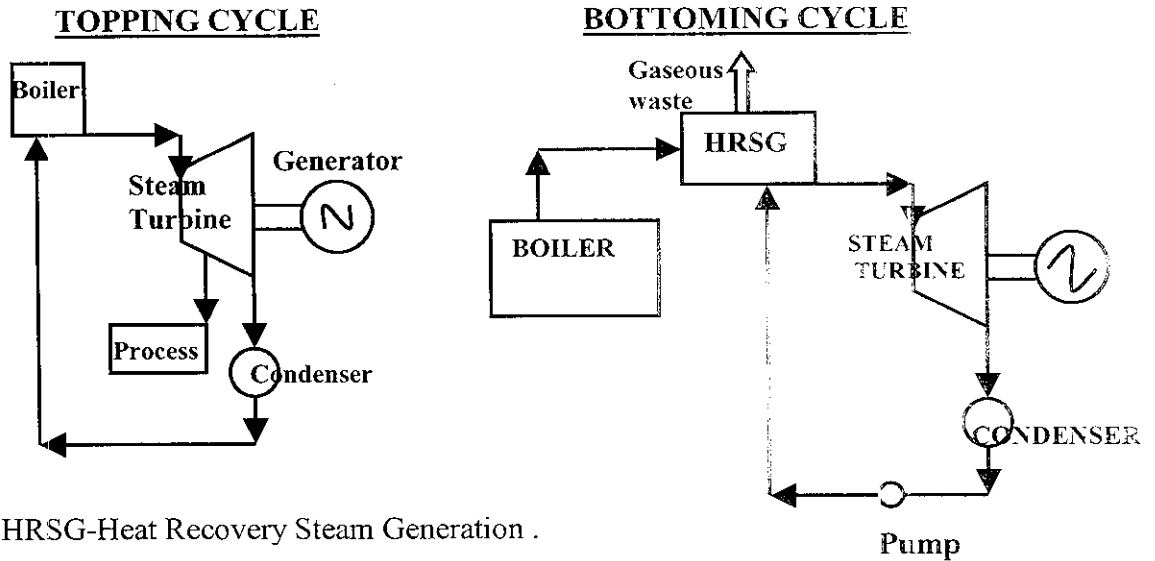 TOPPING CYCLE
Boiler
Generator
Steam
Turbine
Process
Condenser
BOTTOMING CYCLE
Gaseous
waste
HRSG
BOILER
STEAM
TURBINE
CONDENSER
Pump
HRSG-Heat Recovery Steam Generation .